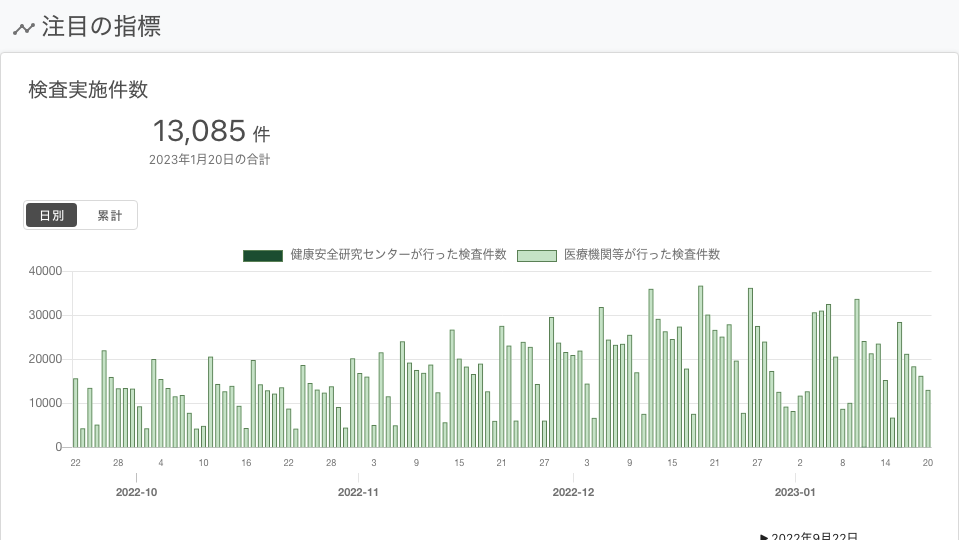 注目の指標
検査実施件数
13,085 件
2023年1月20日の合計
日別 累計
健康安全研究センターが行った検査件数 医療機関等が行った検査件数
40000
30000
20000
10000
0
22 28 4 10 16 22 28 3 9 15 21 27 3 9 15 21 27 2 8 14 20
2022-10 2022-11 2022-12 2023-01
▶ 2022年9月22日